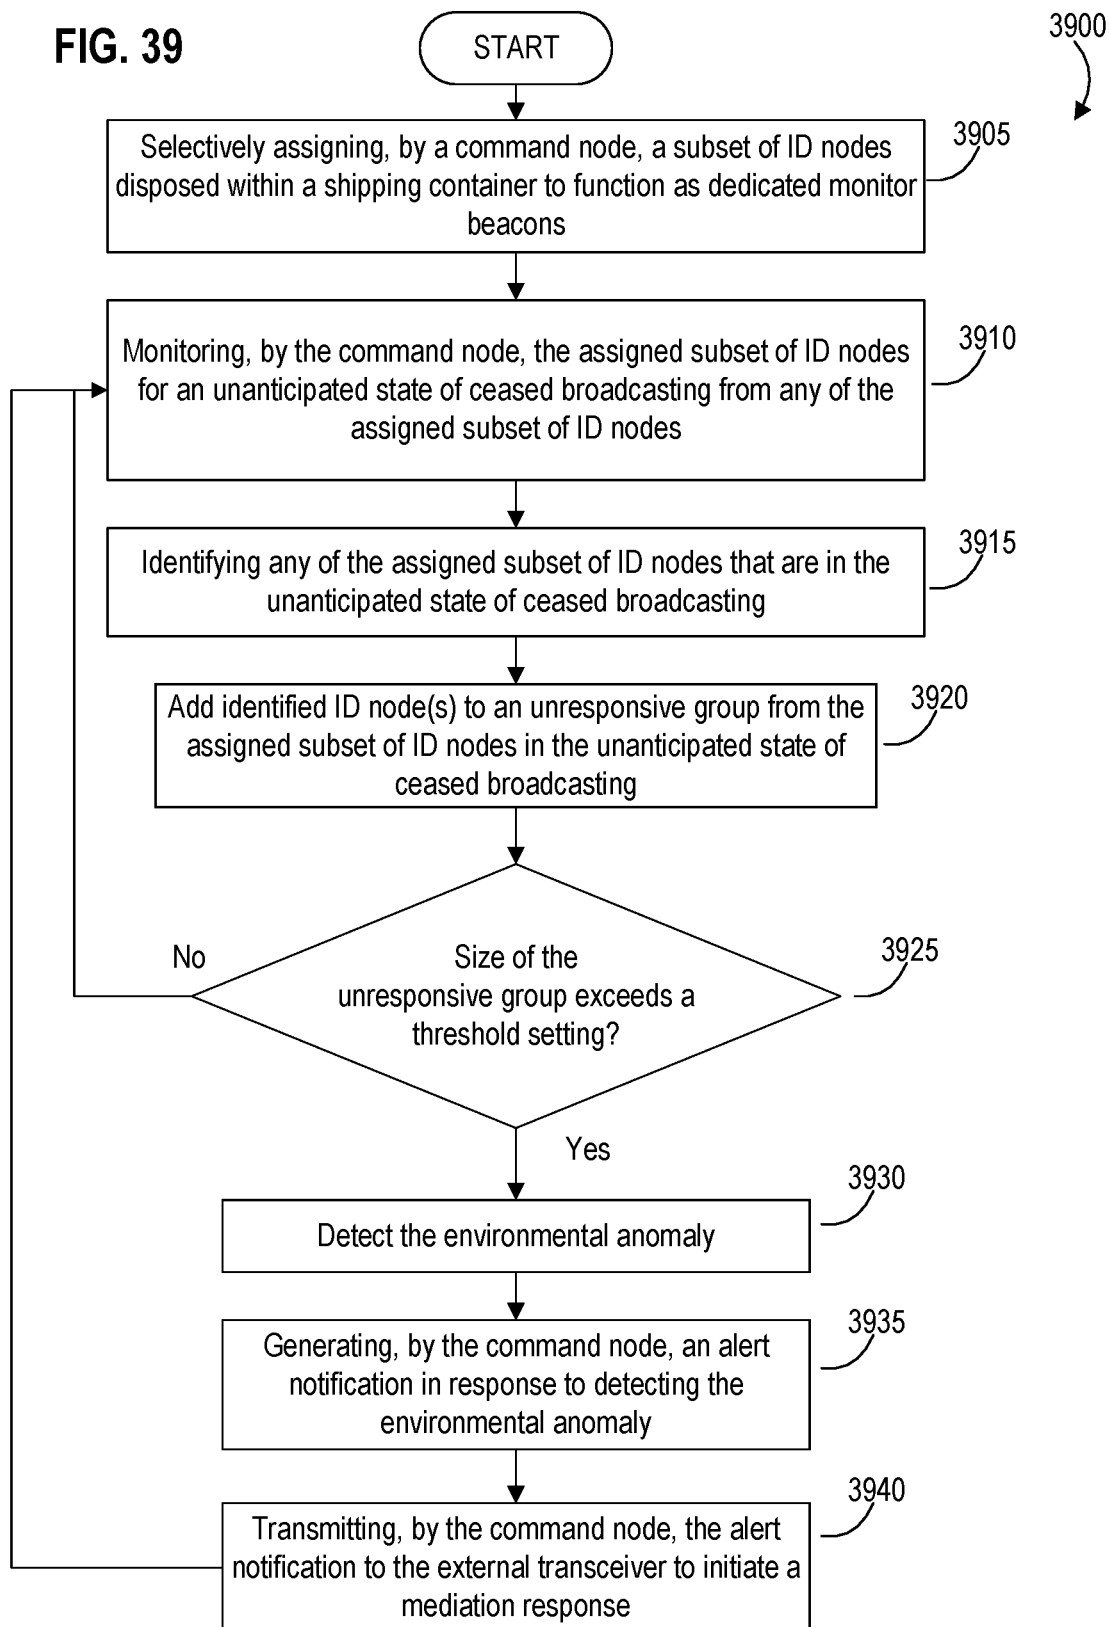 FIG. 39
START
3900
Selectively assigning, by a command node, a subset of ID nodes
disposed within a shipping container to function as dedicated monitor
beacons
3905
Monitoring, by the command node, the assigned subset of ID nodes
for an unanticipated state of ceased broadcasting from any of the
assigned subset of ID nodes
3910
Identifying any of the assigned subset of ID nodes that are in the
unanticipated state of ceased broadcasting
3915
Add identified ID node(s) to an unresponsive group from the
assigned subset of ID nodes in the unanticipated state of
ceased broadcasting
3920
No
Size of the
unresponsive group exceeds a
threshold setting?
3925
Yes
Detect the environmental anomaly
3930
Generating, by the command node, an alert
notification in response to detecting the
environmental anomaly
3935
Transmitting, by the command node, the alert
notification to the external transceiver to initiate a
mediation response
3940